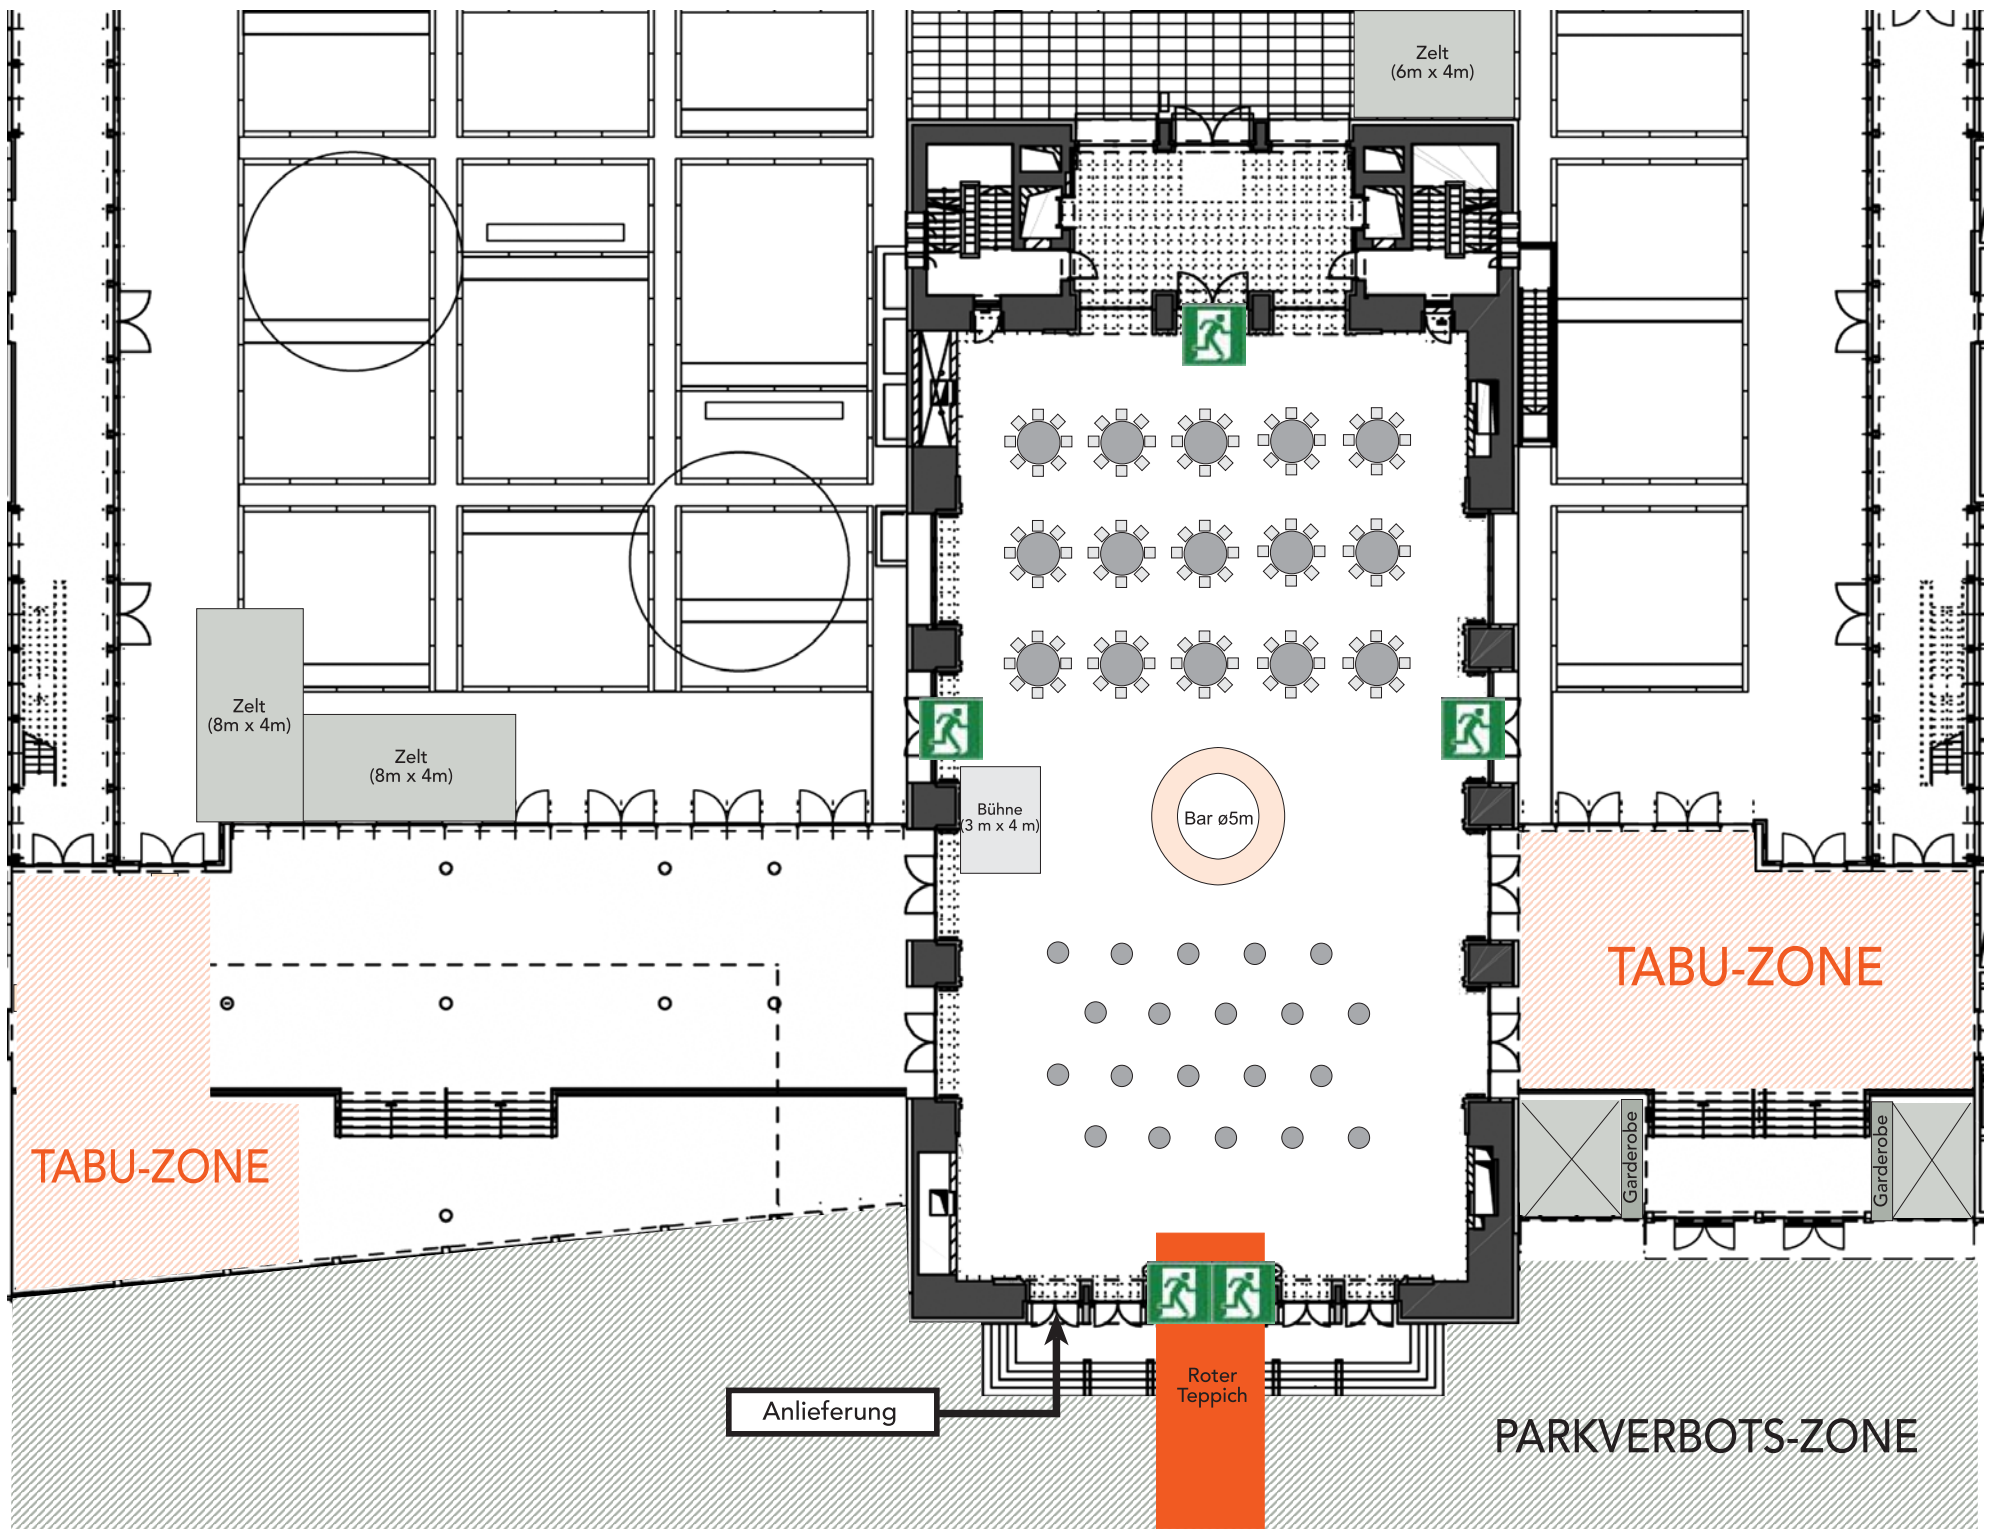 Zelt
(6m x 4m)
Zelt
(8m x 4m)
Zelt
(8m x 4m)
Bühne
(3 m x 4 m)
Bar ø5m
TABU-ZONE
TABU-ZONE
Garderobe
Garderobe
Roter
Teppich
Anlieferung
PARKVERBOTS-ZONE